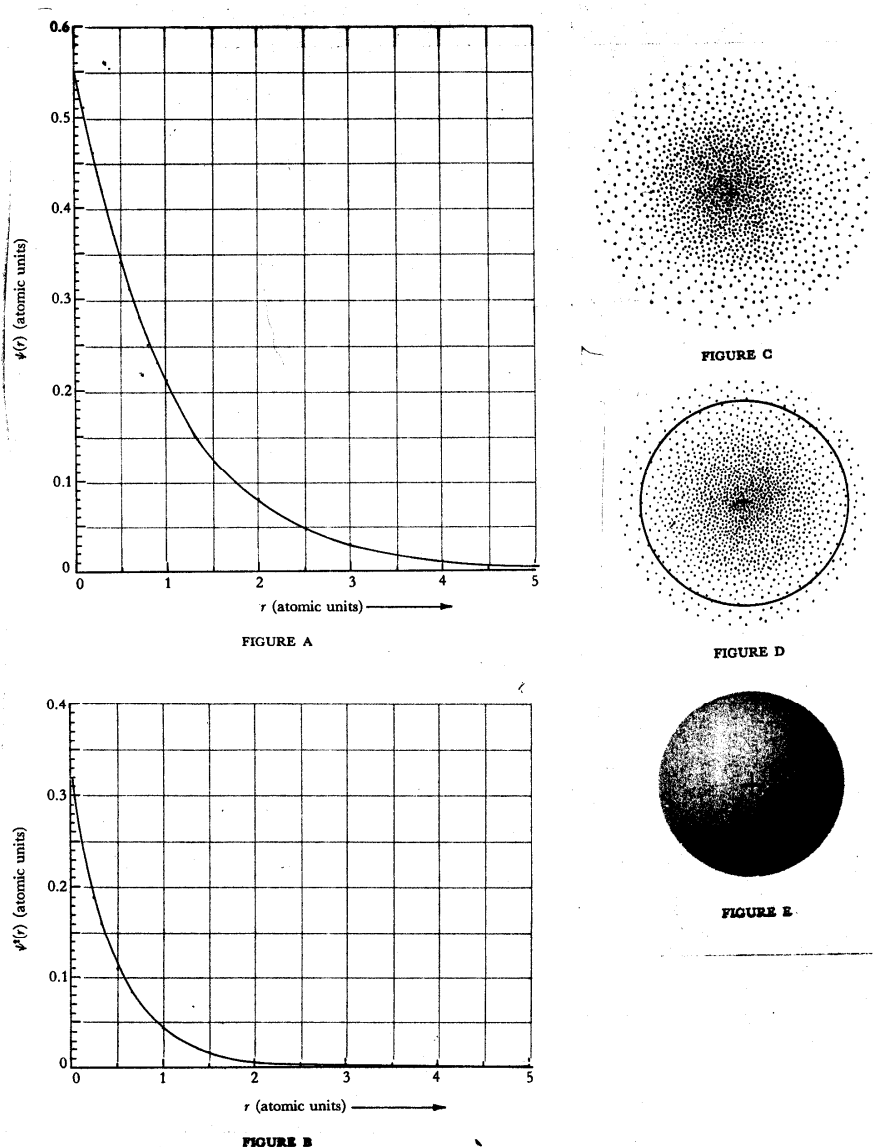 0.6
0.5
0.4
0.3
0.2
0.1
0
ψ(r) (atomic units)
0 1 2 3 4 5
r (atomic units)
FIGURE A
0.4
0.3
0.2
0.1
0
ψ²(r) (atomic units)
0 1 2 3 4 5
r (atomic units)
FIGURE B
FIGURE C
FIGURE D
FIGURE E